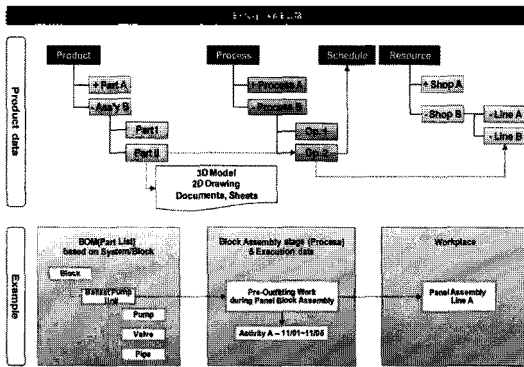 Product
Process
Schedule
Resource
+ Part A
- Ass'y B
Part I
Part II
+ Process A
- Process B
Op. 1
Op. 2
+ Shop A
- Shop B
- Line A
- Line B
3D Model
2D Drawing
Documents, Sheets
Product data
BOM(Part List)
based on System/Block
Block
Ballast Pump
Unit
Pump
Valve
Pipe
Block Assembly stage (Process)
& Execution data
Pre-Outfitting Work
during Panel Block Assembly
Activity A – 11/01~11/05
Workplace
Panel Assembly
Line A
Example